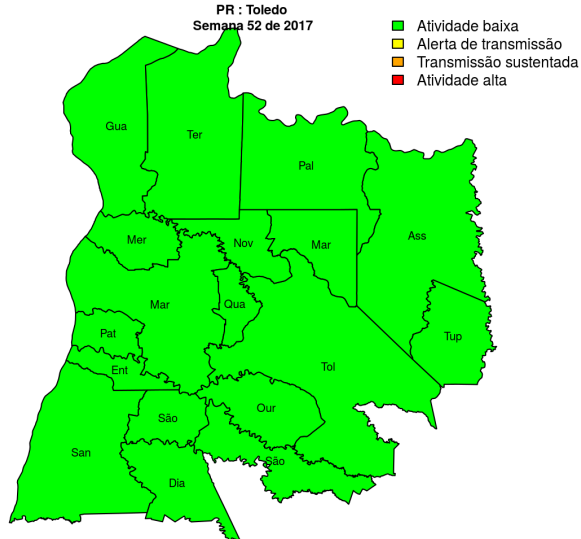 PR : Toledo
Semana 52 de 2017
Atividade baixa
Alerta de transmissão
Transmissão sustentada
Atividade alta
Gua
Ter
Pal
Mer
Nov
Mar
Ass
Mar
Qua
Pat
Tup
Ent
Tol
São
Our
San
São
Dia